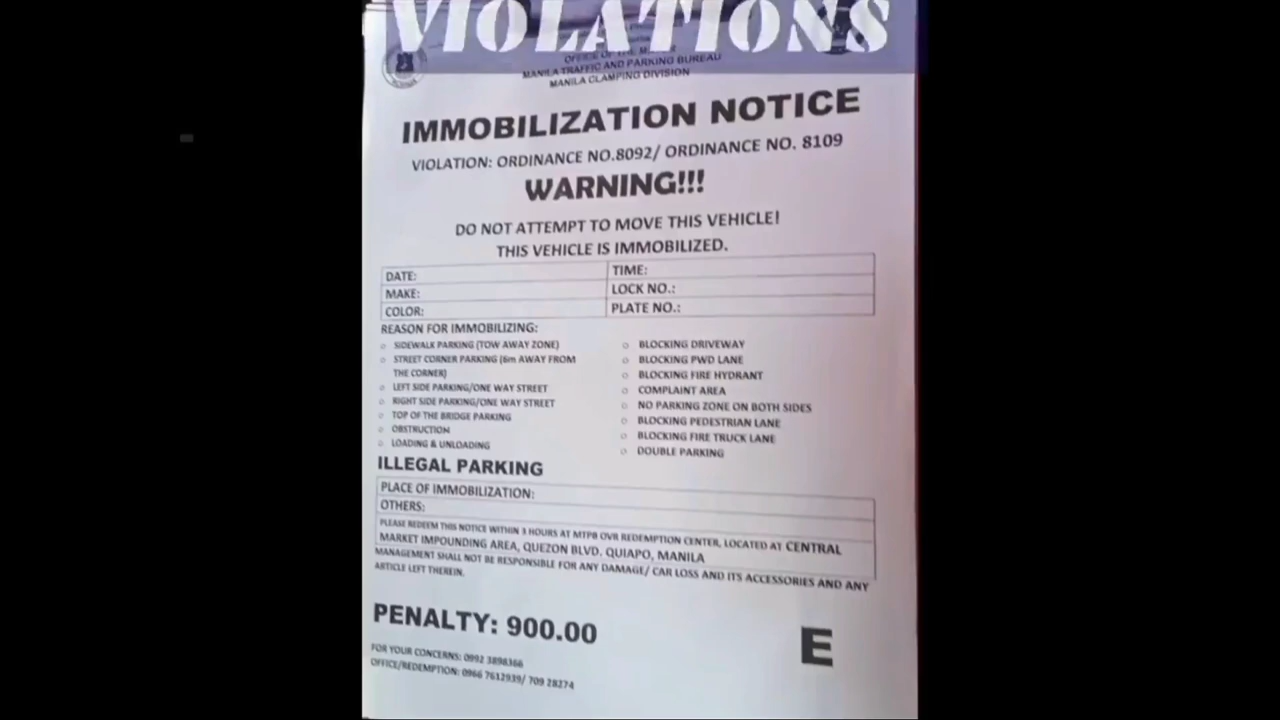 VIOLATIONS
OFFICE OF THE MAYOR
MANILA TRAFFIC AND PARKING BUREAU
MANILA CLAMPING DIVISION
IMMOBILIZATION NOTICE
VIOLATION: ORDINANCE NO.8092/ ORDINANCE NO. 8109
WARNING!!!
DO NOT ATTEMPT TO MOVE THIS VEHICLE!
THIS VEHICLE IS IMMOBILIZED.
DATE: TIME:
MAKE: LOCK NO.:
COLOR: PLATE NO.:
REASON FOR IMMOBILIZING:
SIDEWALK PARKING (TOW AWAY ZONE)
STREET CORNER PARKING (6m AWAY FROM
THE CORNER)
LEFT SIDE PARKING/ONE WAY STREET
RIGHT SIDE PARKING/ONE WAY STREET
TOP OF THE BRIDGE PARKING
OBSTRUCTION
LOADING & UNLOADING
BLOCKING DRIVEWAY
BLOCKING PWD LANE
BLOCKING FIRE HYDRANT
COMPLAINT AREA
NO PARKING ZONE ON BOTH SIDES
BLOCKING PEDESTRIAN LANE
BLOCKING FIRE TRUCK LANE
DOUBLE PARKING
ILLEGAL PARKING
PLACE OF IMMOBILIZATION:
OTHERS:
PLEASE REDEEM THIS NOTICE WITHIN 3 HOURS AT MTPB OVR REDEMPTION CENTER, LOCATED AT CENTRAL
MARKET IMPOUNDING AREA, QUEZON BLVD. QUIAPO, MANILA
MANAGEMENT SHALL NOT BE RESPONSIBLE FOR ANY DAMAGE/ CAR LOSS AND ITS ACCESSORIES AND ANY
ARTICLE LEFT THEREIN.
PENALTY: 900.00
E
FOR YOUR CONCERNS: 0992 3898366
OFFICE/REDEMPTION: 0966 7612939/ 709 28274